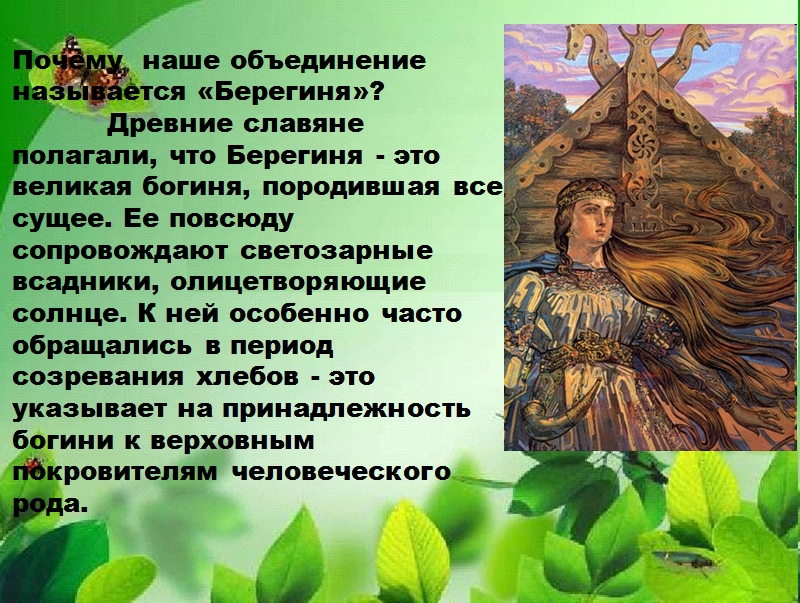 Почему наше объединение
называется «Берегиня»?
Древние славяне
полагали, что Берегиня - это
великая богиня, породившая все
сущее. Ее повсюду
сопровождают светозарные
всадники, олицетворяющие
солнце. К ней особенно часто
обращались в период
созревания хлебов - это
указывает на принадлежность
богини к верховным
покровителям человеческого
рода.